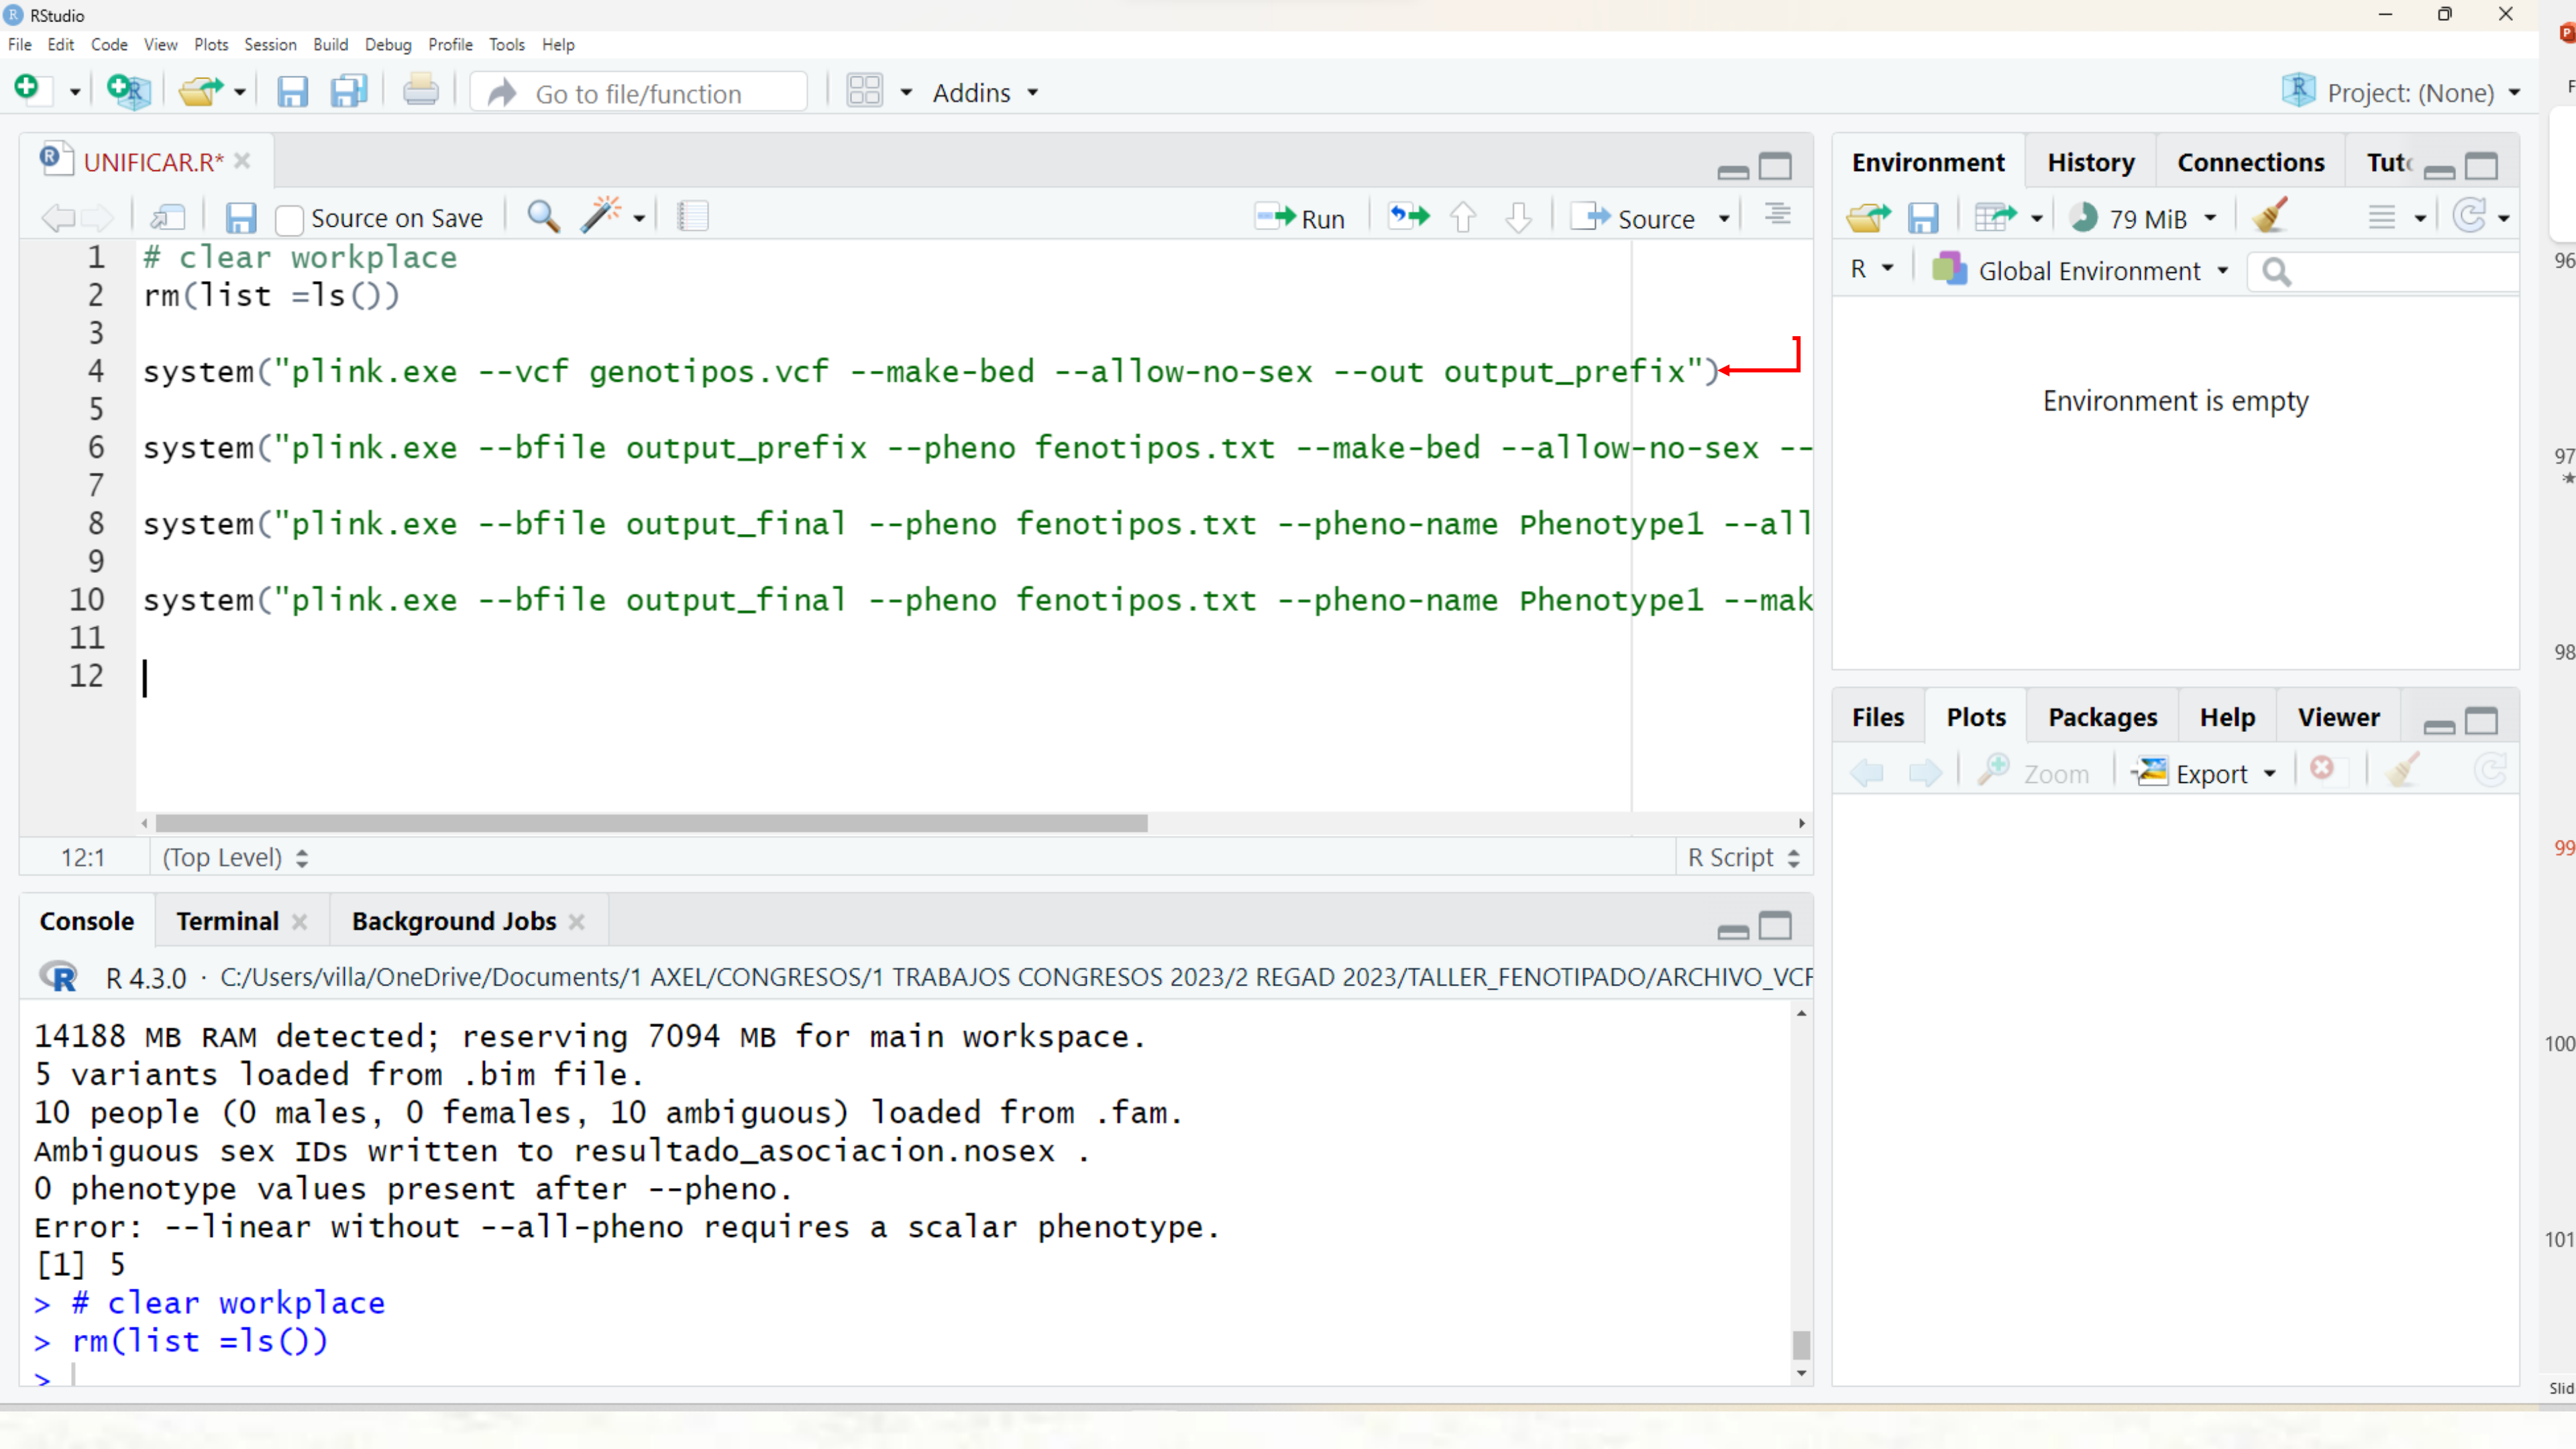 RStudio
File Edit Code View Plots Session Build Debug Profile Tools Help
Go to file/function Addins Project: (None)
UNIFICAR.R*
Source on Save Run Source
1 # clear workplace
2 rm(list =ls())
3
4 system("plink.exe --vcf genotipos.vcf --make-bed --allow-no-sex --out output_prefix")
5
6 system("plink.exe --bfile output_prefix --pheno fenotipos.txt --make-bed --allow-no-sex --
7
8 system("plink.exe --bfile output_final --pheno fenotipos.txt --pheno-name Phenotype1 --all
9
10 system("plink.exe --bfile output_final --pheno fenotipos.txt --pheno-name Phenotype1 --mak
11
12
12:1 (Top Level) R Script
Console Terminal Background Jobs
R 4.3.0 · C:/Users/villa/OneDrive/Documents/1 AXEL/CONGRESOS/1 TRABAJOS CONGRESOS 2023/2 REGAD 2023/TALLER_FENOTIPADO/ARCHIVO_VCF
14188 MB RAM detected; reserving 7094 MB for main workspace.
5 variants loaded from .bim file.
10 people (0 males, 0 females, 10 ambiguous) loaded from .fam.
Ambiguous sex IDs written to resultado_asociacion.nosex .
0 phenotype values present after --pheno.
Error: --linear without --all-pheno requires a scalar phenotype.
[1] 5
> # clear workplace
> rm(list =ls())
>
Environment History Connections Tut
79 MiB
R Global Environment
Environment is empty
Files Plots Packages Help Viewer
Zoom Export
F
96
97
98
99
100
101
Slid